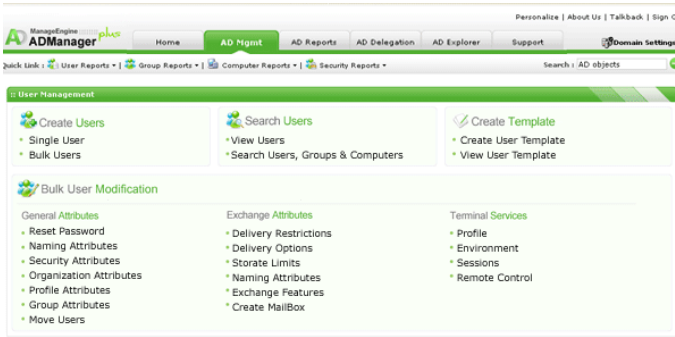 Personalize | About Us | Talkback | Sign
ManageEngine
ADManager plus
Home AD Mgmt AD Reports AD Delegation AD Explorer Support Domain Settings
Quick Link : User Reports | Group Reports | Computer Reports | Security Reports Search : AD objects
:: User Management
Create Users Search Users Create Template
Single User View Users Create User Template
Bulk Users Search Users, Groups & Computers View User Template
Bulk User Modification
General Attributes Exchange Attributes Terminal Services
Reset Password Delivery Restrictions Profile
Naming Attributes Delivery Options Environment
Security Attributes Storate Limits Sessions
Organization Attributes Naming Attributes Remote Control
Profile Attributes Exchange Features
Group Attributes Create MailBox
Move Users